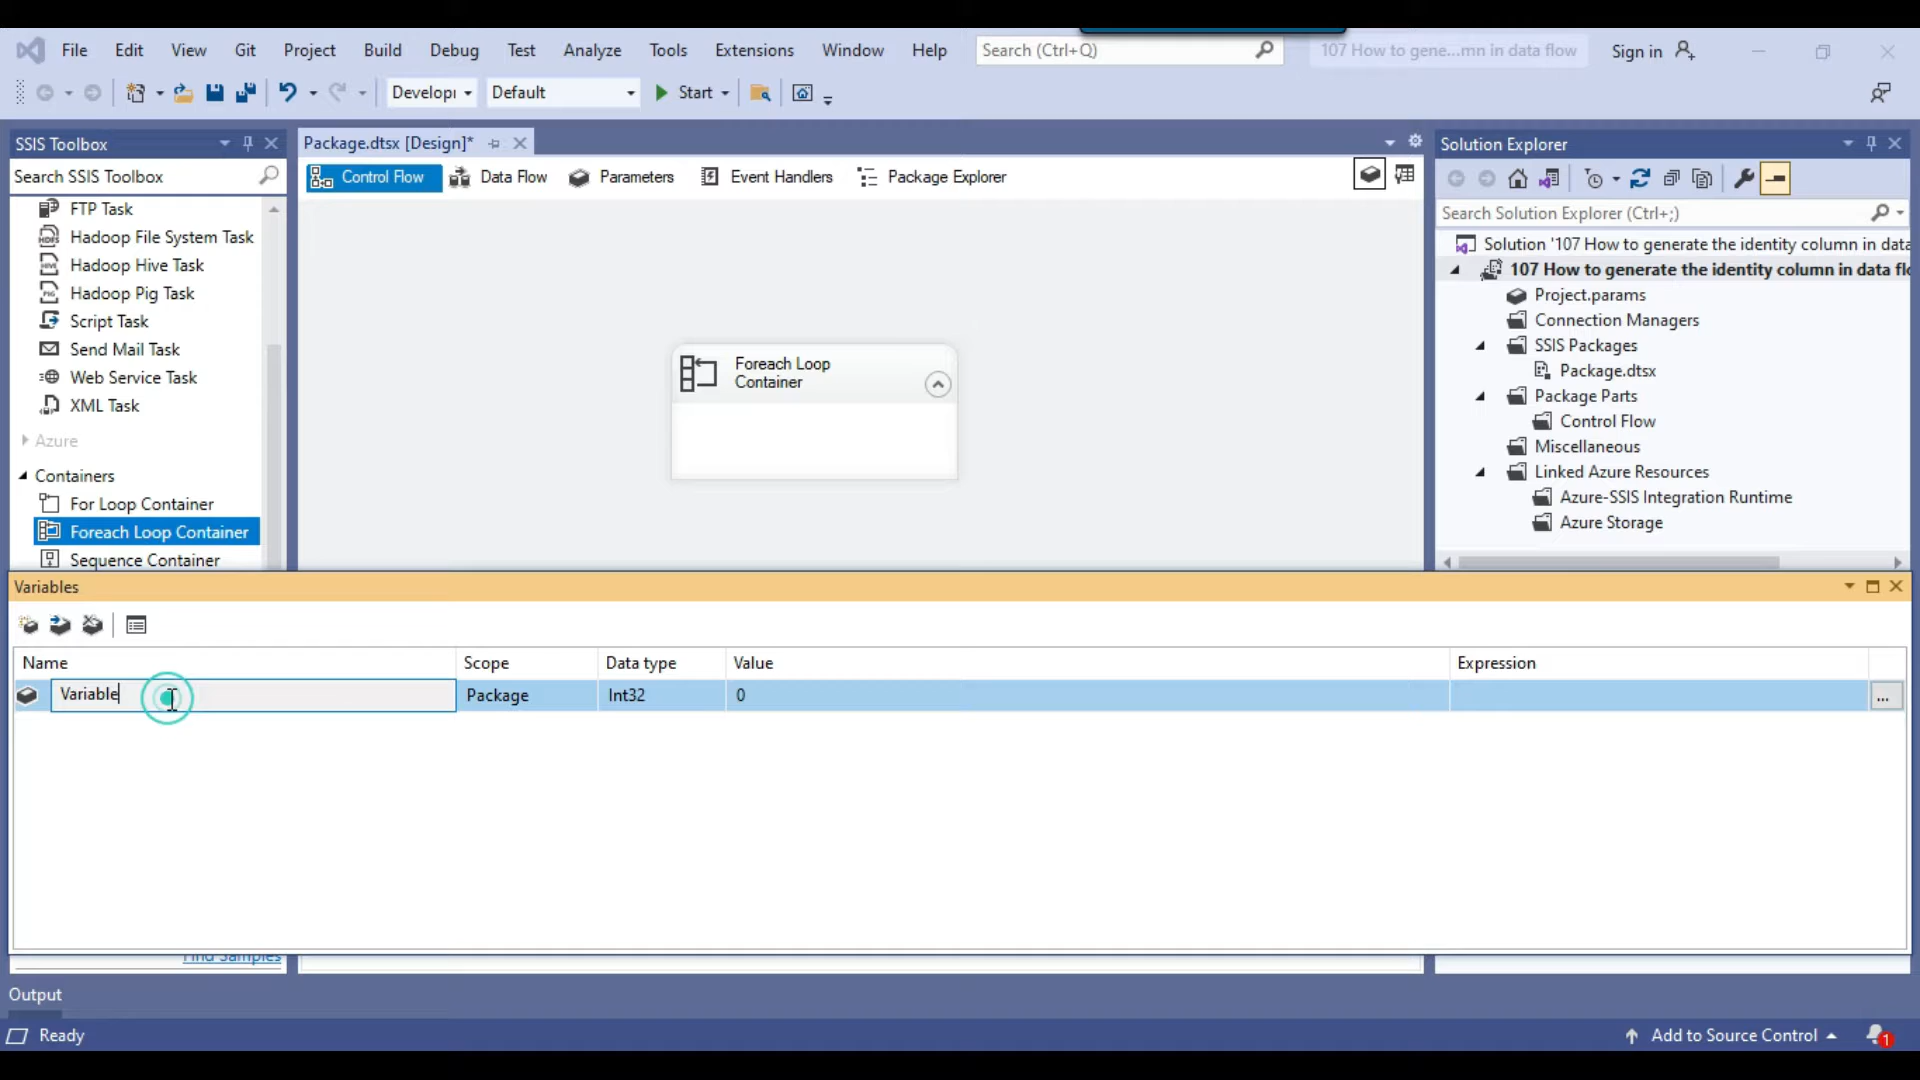 File Edit View Git Project Build Debug Test Analyze Tools Extensions Window Help Search (Ctrl+Q) 107 How to gene...mn in data flow Sign in
Developi Default Start
SSIS Toolbox
Search SSIS Toolbox
FTP Task
Hadoop File System Task
Hadoop Hive Task
Hadoop Pig Task
Script Task
Send Mail Task
Web Service Task
XML Task
Azure
Containers
For Loop Container
Foreach Loop Container
Sequence Container
Package.dtsx [Design]*
Control Flow Data Flow Parameters Event Handlers Package Explorer
Foreach Loop
Container
Solution Explorer
Search Solution Explorer (Ctrl+;)
Solution '107 How to generate the identity column in data
107 How to generate the identity column in data fl
Project.params
Connection Managers
SSIS Packages
Package.dtsx
Package Parts
Control Flow
Miscellaneous
Linked Azure Resources
Azure-SSIS Integration Runtime
Azure Storage
Variables
Name Scope Data type Value Expression
Variable Package Int32 0 ...
Find Samples
Output
Ready Add to Source Control 1